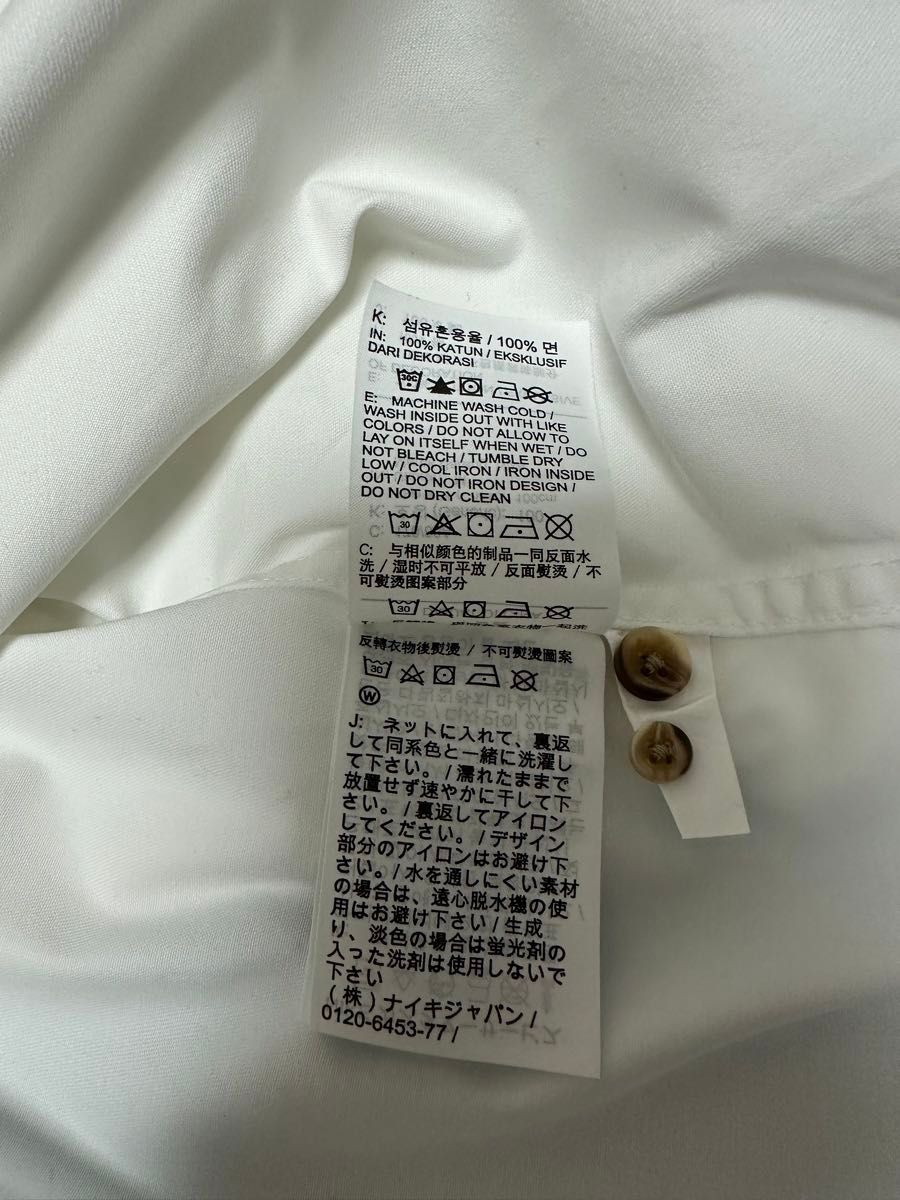 K: 섬유혼용율 / 100% 면
IN: 100% KATUN / EKSKLUSIF
DARI DEKORASI
30C
E: MACHINE WASH COLD /
WASH INSIDE OUT WITH LIKE
COLORS / DO NOT ALLOW TO
LAY ON ITSELF WHEN WET / DO
NOT BLEACH / TUMBLE DRY
LOW / COOL IRON / IRON INSIDE
OUT / DO NOT IRON DESIGN /
DO NOT DRY CLEAN
30
C: 与相似颜色的制品一同反面水
洗 / 湿时不可平放 / 反面熨烫 / 不
可熨烫图案部分
30
反轉衣物後熨燙 / 不可熨燙圖案
30
W
J: ネットに入れて、裏返
して同系色と一緒に洗濯し
て下さい。/ 濡れたままで
放置せず速やかに干して下
さい。/ 裏返してアイロン
してください。/ デザイン
部分のアイロンはお避け下
さい。/ 水を通しにくい素材
の場合は、遠心脱水機の使
用はお避け下さい / 生成
り、淡色の場合は蛍光剤の
入った洗剤は使用しないで
下さい
(株) ナイキジャパン /
0120-6453-77 /